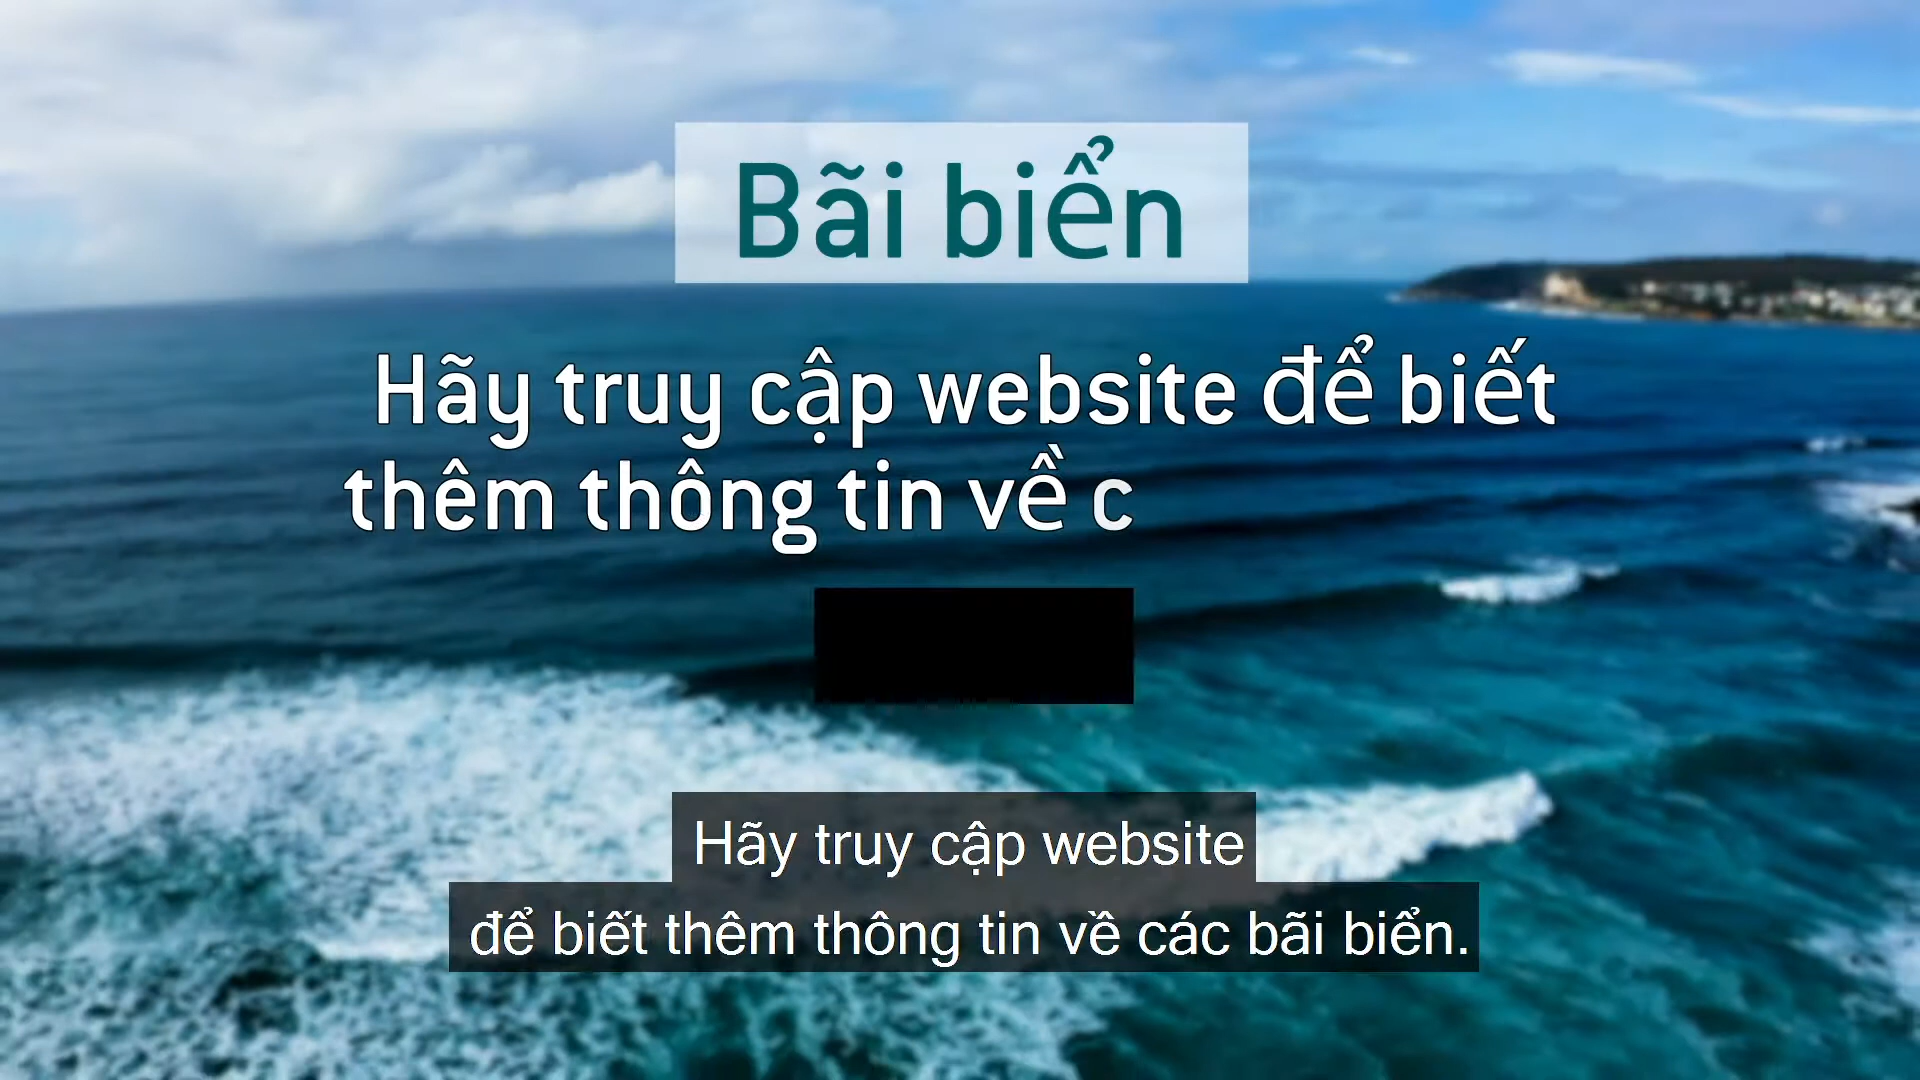 Bãi biển
Hãy truy cập website để biết
thêm thông tin về c
Hãy truy cập website
để biết thêm thông tin về các bãi biển.